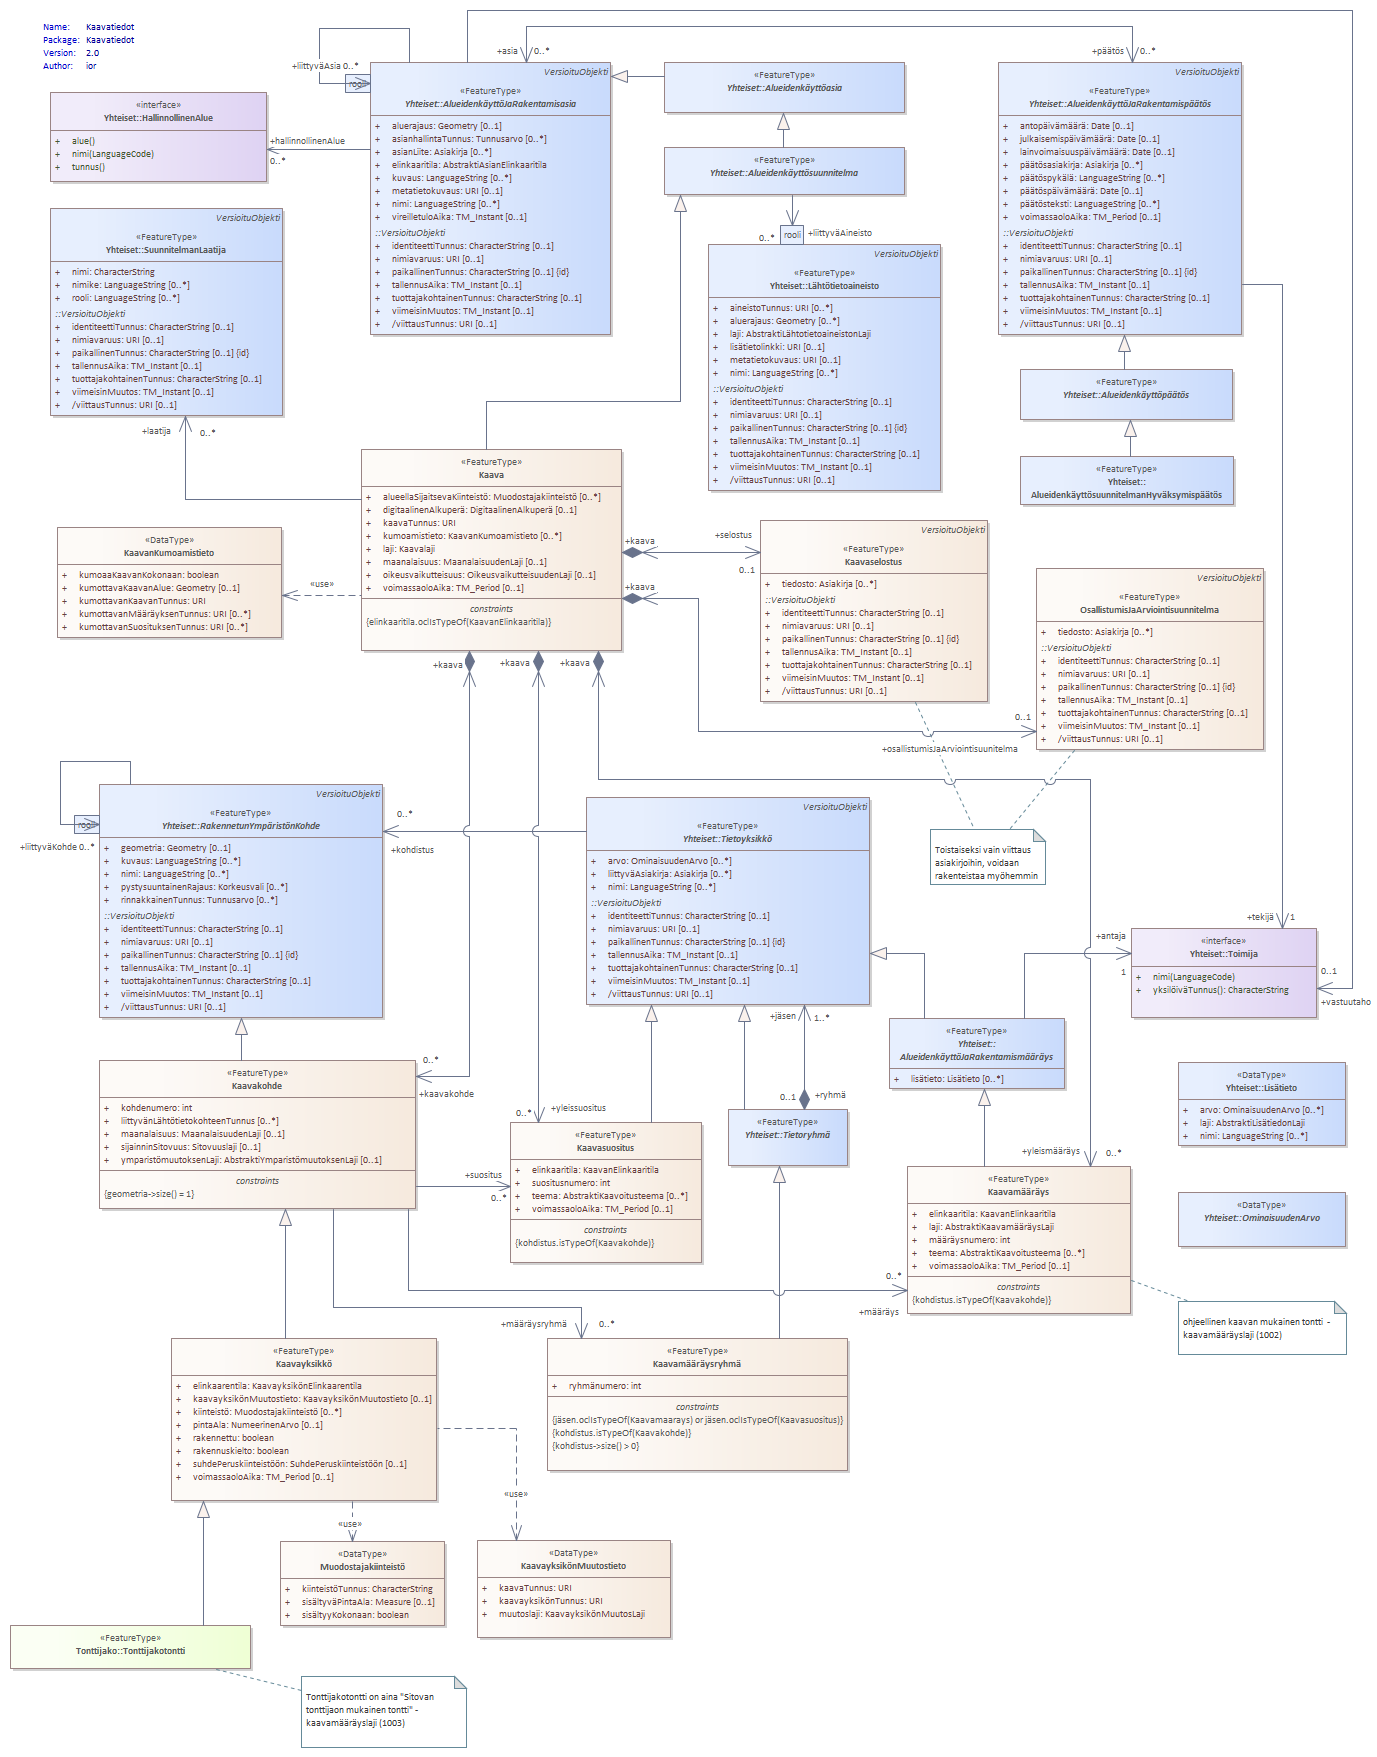 Name: Kaavatiedot
Package: Kaavatiedot
Version: 2.0
Author: ior
+liittyväAsia 0..*
rooli
+asia
0..*
+päätös
0..*
«interface»
Yhteiset::HallinnollinenAlue
+ alue()
+ nimi(LanguageCode)
+ tunnus()
+hallinnollinenAlue
0..*
VersioituObjekti
«FeatureType»
Yhteiset::AlueidenkäyttöJaRakentamisasia
+ aluerajaus: Geometry [0..1]
+ asianhallintaTunnus: Tunnusarvo [0..*]
+ asianLiite: Asiakirja [0..*]
+ elinkaaritila: AbstraktiAsianElinkaaritila
+ kuvaus: LanguageString [0..*]
+ metatietokuvaus: URI [0..1]
+ nimi: LanguageString [0..*]
+ vireilletuloAika: TM_Instant [0..1]
::VersioituObjekti
+ identiteettiTunnus: CharacterString [0..1]
+ nimiavaruus: URI [0..1]
+ paikallinenTunnus: CharacterString [0..1] {id}
+ tallennusAika: TM_Instant [0..1]
+ tuottajakohtainenTunnus: CharacterString [0..1]
+ viimeisinMuutos: TM_Instant [0..1]
+ /viittausTunnus: URI [0..1]
«FeatureType»
Yhteiset::Alueidenkäyttöasia
«FeatureType»
Yhteiset::Alueidenkäyttösuunnitelma
0..*
rooli
+liittyväAineisto
VersioituObjekti
«FeatureType»
Yhteiset::AlueidenkäyttöJaRakentamispäätös
+ antopäivämäärä: Date [0..1]
+ julkaisemispäivämäärä: Date [0..1]
+ lainvoimaisuuspäivämäärä: Date [0..1]
+ päätösasiakirja: Asiakirja [0..*]
+ päätöspykälä: LanguageString [0..*]
+ päätöspäivämäärä: Date [0..1]
+ päätösteksti: LanguageString [0..*]
+ voimassaoloAika: TM_Period [0..1]
::VersioituObjekti
+ identiteettiTunnus: CharacterString [0..1]
+ nimiavaruus: URI [0..1]
+ paikallinenTunnus: CharacterString [0..1] {id}
+ tallennusAika: TM_Instant [0..1]
+ tuottajakohtainenTunnus: CharacterString [0..1]
+ viimeisinMuutos: TM_Instant [0..1]
+ /viittausTunnus: URI [0..1]
VersioituObjekti
«FeatureType»
Yhteiset::SuunnitelmanLaatija
+ nimi: CharacterString
+ nimike: LanguageString [0..*]
+ rooli: LanguageString [0..*]
::VersioituObjekti
+ identiteettiTunnus: CharacterString [0..1]
+ nimiavaruus: URI [0..1]
+ paikallinenTunnus: CharacterString [0..1] {id}
+ tallennusAika: TM_Instant [0..1]
+ tuottajakohtainenTunnus: CharacterString [0..1]
+ viimeisinMuutos: TM_Instant [0..1]
+ /viittausTunnus: URI [0..1]
+laatija
0..*
VersioituObjekti
«FeatureType»
Yhteiset::Lähtötietoaineisto
+ aineistoTunnus: URI [0..*]
+ aluerajaus: Geometry [0..*]
+ laji: AbstraktiLähtotietoaineistonLaji
+ lisätietolinkki: URI [0..1]
+ metatietokuvaus: URI [0..1]
+ nimi: LanguageString [0..*]
::VersioituObjekti
+ identiteettiTunnus: CharacterString [0..1]
+ nimiavaruus: URI [0..1]
+ paikallinenTunnus: CharacterString [0..1] {id}
+ tallennusAika: TM_Instant [0..1]
+ tuottajakohtainenTunnus: CharacterString [0..1]
+ viimeisinMuutos: TM_Instant [0..1]
+ /viittausTunnus: URI [0..1]
«FeatureType»
Yhteiset::Alueidenkäyttöpäätös
«FeatureType»
Yhteiset::
AlueidenkäyttösuunnitelmanHyväksymispäätös
«FeatureType»
Kaava
+ alueellaSijaitsevaKiinteistö: Muodostajakiinteistö [0..*]
+ digitaalinenAlkuperä: DigitaalinenAlkuperä [0..1]
+ kaavaTunnus: URI
+ kumoamistieto: KaavanKumoamistieto [0..*]
+ laji: Kaavalaji
+ maanalaisuus: MaanalaisuudenLaji [0..1]
+ oikeusvaikutteisuus: OikeusvaikutteisuudenLaji [0..1]
+ voimassaoloAika: TM_Period [0..1]
constraints
{elinkaaritila.oclIsTypeOf(KaavanElinkaaritila)}
«DataType»
KaavanKumoamistieto
+ kumoaaKaavanKokonaan: boolean
+ kumottavaKaavanAlue: Geometry [0..1]
+ kumottavanKaavanTunnus: URI
+ kumottavanMääräyksenTunnus: URI [0..*]
+ kumottavanSuosituksenTunnus: URI [0..*]
«use»
+kaava
+selostus
0..1
+kaava
VersioituObjekti
«FeatureType»
Kaavaselostus
+ tiedosto: Asiakirja [0..*]
::VersioituObjekti
+ identiteettiTunnus: CharacterString [0..1]
+ nimiavaruus: URI [0..1]
+ paikallinenTunnus: CharacterString [0..1] {id}
+ tallennusAika: TM_Instant [0..1]
+ tuottajakohtainenTunnus: CharacterString [0..1]
+ viimeisinMuutos: TM_Instant [0..1]
+ /viittausTunnus: URI [0..1]
VersioituObjekti
«FeatureType»
OsallistumisJaArviointisuunnitelma
+ tiedosto: Asiakirja [0..*]
::VersioituObjekti
+ identiteettiTunnus: CharacterString [0..1]
+ nimiavaruus: URI [0..1]
+ paikallinenTunnus: CharacterString [0..1] {id}
+ tallennusAika: TM_Instant [0..1]
+ tuottajakohtainenTunnus: CharacterString [0..1]
+ viimeisinMuutos: TM_Instant [0..1]
+ /viittausTunnus: URI [0..1]
+kaava
+kaava
+kaava
0..1
+osallistumisJaArviointisuunitelma
rooli
+liittyväKohde 0..*
VersioituObjekti
«FeatureType»
Yhteiset::RakennetunYmpäristönKohde
+ geometria: Geometry [0..1]
+ kuvaus: LanguageString [0..*]
+ nimi: LanguageString [0..*]
+ pystysuuntainenRajaus: Korkeusvali [0..*]
+ rinnakkainenTunnus: Tunnusarvo [0..*]
::VersioituObjekti
+ identiteettiTunnus: CharacterString [0..1]
+ nimiavaruus: URI [0..1]
+ paikallinenTunnus: CharacterString [0..1] {id}
+ tallennusAika: TM_Instant [0..1]
+ tuottajakohtainenTunnus: CharacterString [0..1]
+ viimeisinMuutos: TM_Instant [0..1]
+ /viittausTunnus: URI [0..1]
0..*
+kohdistus
VersioituObjekti
«FeatureType»
Yhteiset::Tietoyksikkö
+ arvo: OminaisuudenArvo [0..*]
+ liittyväAsiakirja: Asiakirja [0..*]
+ nimi: LanguageString [0..*]
::VersioituObjekti
+ identiteettiTunnus: CharacterString [0..1]
+ nimiavaruus: URI [0..1]
+ paikallinenTunnus: CharacterString [0..1] {id}
+ tallennusAika: TM_Instant [0..1]
+ tuottajakohtainenTunnus: CharacterString [0..1]
+ viimeisinMuutos: TM_Instant [0..1]
+ /viittausTunnus: URI [0..1]
Toistaiseksi vain viittaus
asiakirjoihin, voidaan
rakenteistaa myöhemmin
+tekijä
1
+antaja
1
«interface»
Yhteiset::Toimija
+ nimi(LanguageCode)
+ yksilöiväTunnus(): CharacterString
0..1
+vastuutaho
+jäsen
1..*
«FeatureType»
Yhteiset::
AlueidenkäyttöJaRakentamismääräys
+ lisätieto: Lisätieto [0..*]
«DataType»
Yhteiset::Lisätieto
+ arvo: OminaisuudenArvo [0..*]
+ laji: AbstraktiLisätiedonLaji
+ nimi: LanguageString [0..*]
«FeatureType»
Kaavakohde
+ kohdenumero: int
+ liittyvänLähtötietokohteenTunnus [0..*]
+ maanalaisuus: MaanalaisuudenLaji [0..1]
+ sijainninSitovuus: Sitovuuslaji [0..1]
+ ymparistömuutoksenLaji: AbstraktiYmparistömuutoksenLaji [0..1]
constraints
{geometria->size() = 1}
0..*
+kaavakohde
0..*
+yleissuositus
0..1
+ryhmä
«FeatureType»
Yhteiset::Tietoryhmä
«FeatureType»
Kaavasuositus
+ elinkaaritila: KaavanElinkaaritila
+ suositusnumero: int
+ teema: AbstraktiKaavoitusteema [0..*]
+ voimassaoloAika: TM_Period [0..1]
constraints
{kohdistus.isTypeOf(Kaavakohde)}
+suositus
0..*
+yleismääräys
0..*
«FeatureType»
Kaavamääräys
+ elinkaaritila: KaavanElinkaaritila
+ laji: AbstraktiKaavamääräysLaji
+ määräysnumero: int
+ teema: AbstraktiKaavoitusteema [0..*]
+ voimassaoloAika: TM_Period [0..1]
constraints
{kohdistus.isTypeOf(Kaavakohde)}
«DataType»
Yhteiset::OminaisuudenArvo
0..*
+määräys
ohjeellinen kaavan mukainen tontti -
kaavamääräyslaji (1002)
+määräysryhmä
0..*
«FeatureType»
Kaavayksikkö
+ elinkaarentila: KaavayksikönElinkaarentila
+ kaavayksikönMuutostieto: KaavayksikönMuutostieto [0..1]
+ kiinteistö: Muodostajakiinteistö [0..*]
+ pintaAla: NumeerinenArvo [0..1]
+ rakennettu: boolean
+ rakennuskielto: boolean
+ suhdePeruskiinteistöön: SuhdePeruskiinteistöön [0..1]
+ voimassaoloAika: TM_Period [0..1]
«FeatureType»
Kaavamääräysryhmä
+ ryhmänumero: int
constraints
{jäsen.oclIsTypeOf(Kaavamaarays) or jäsen.oclIsTypeOf(Kaavasuositus)}
{kohdistus.isTypeOf(Kaavakohde)}
{kohdistus->size() > 0}
«use»
«use»
«DataType»
Muodostajakiinteistö
+ kiinteistöTunnus: CharacterString
+ sisältyväPintaAla: Measure [0..1]
+ sisältyyKokonaan: boolean
«DataType»
KaavayksikönMuutostieto
+ kaavaTunnus: URI
+ kaavayksikönTunnus: URI
+ muutoslaji: KaavayksikönMuutosLaji
«FeatureType»
Tonttijako::Tonttijakotontti
Tonttijakotontti on aina "Sitovan
tonttijaon mukainen tontti" -
kaavamääräyslaji (1003)